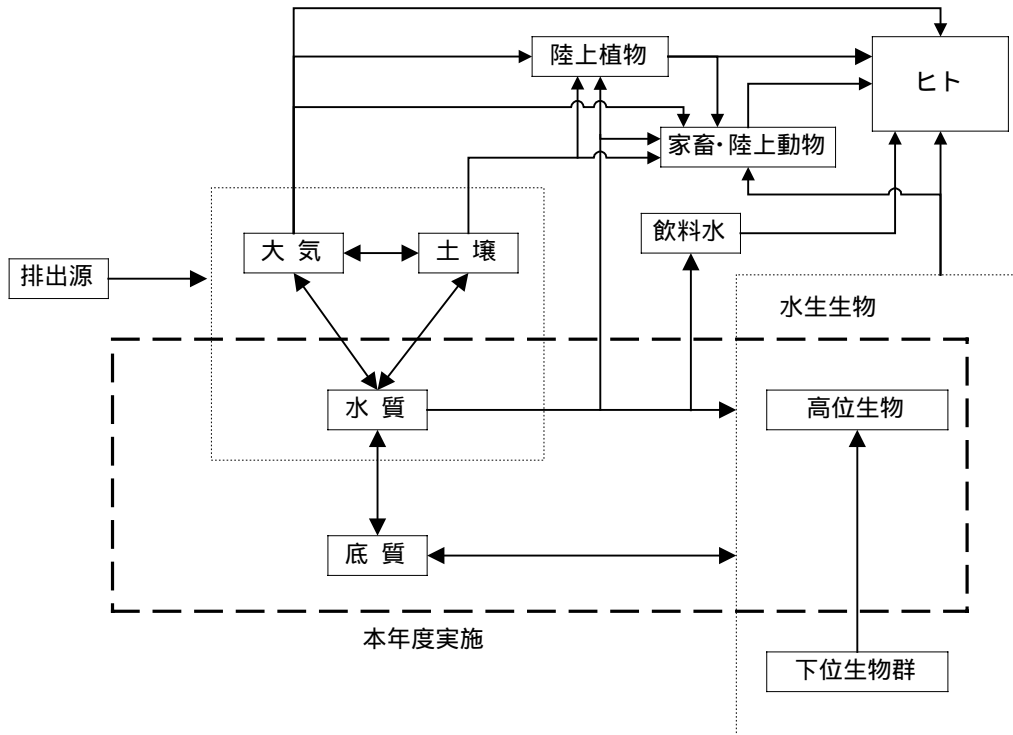 陸上植物
ヒト
家畜・陸上動物
大 気
土 壌
飲料水
排出源
水生生物
水 質
高位生物
底 質
本年度実施
下位生物群